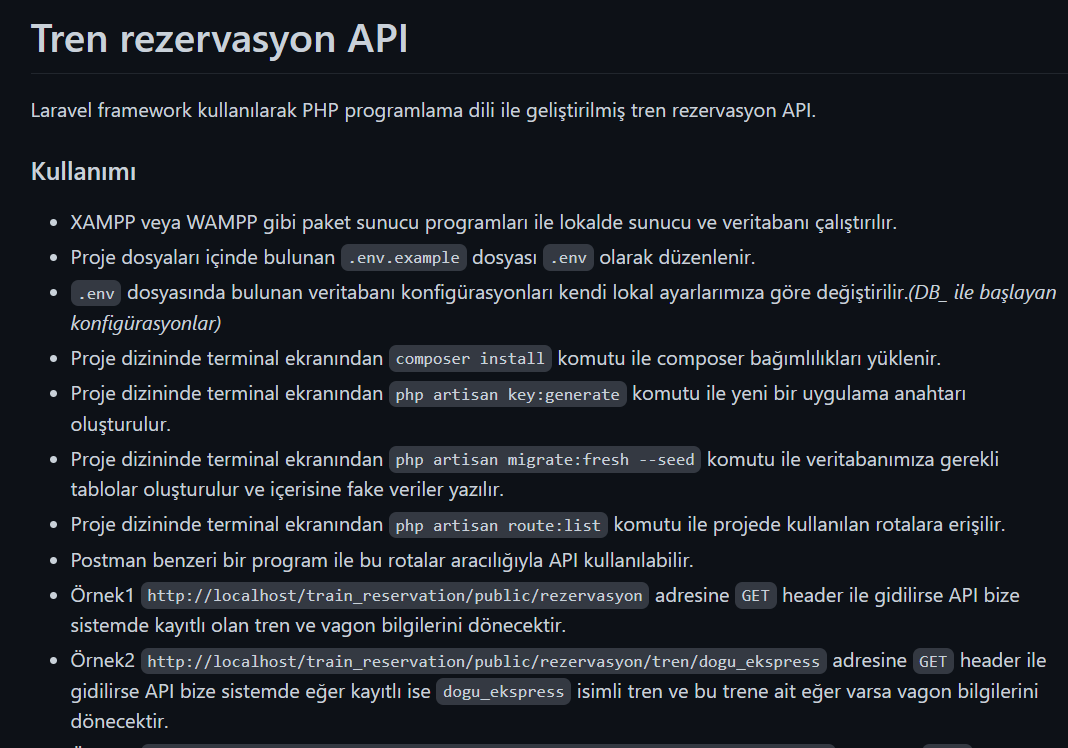 Tren rezervasyon API
Laravel framework kullanılarak PHP programlama dili ile geliştirilmiş tren rezervasyon API.
Kullanımı
XAMPP veya WAMPP gibi paket sunucu programları ile lokalde sunucu ve veritabanı çalıştırılır.
Proje dosyaları içinde bulunan .env.example dosyası .env olarak düzenlenir.
.env dosyasında bulunan veritabanı konfigürasyonları kendi lokal ayarlarımıza göre değiştirilir.(DB_ ile başlayan
konfigürasyonlar)
Proje dizininde terminal ekranından composer install komutu ile composer bağımlılıkları yüklenir.
Proje dizininde terminal ekranından php artisan key:generate komutu ile yeni bir uygulama anahtarı
oluşturulur.
Proje dizininde terminal ekranından php artisan migrate:fresh --seed komutu ile veritabanımıza gerekli
tablolar oluşturulur ve içerisine fake veriler yazılır.
Proje dizininde terminal ekranından php artisan route:list komutu ile projede kullanılan rotalara erişilir.
Postman benzeri bir program ile bu rotalar aracılığıyla API kullanılabilir.
Örnek1 http://localhost/train_reservation/public/rezervasyon adresine GET header ile gidilirse API bize
sistemde kayıtlı olan tren ve vagon bilgilerini dönecektir.
Örnek2 http://localhost/train_reservation/public/rezervasyon/tren/dogu_ekspress adresine GET header ile
gidilirse API bize sistemde eğer kayıtlı ise dogu_ekspress isimli tren ve bu trene ait eğer varsa vagon bilgilerini
dönecektir.